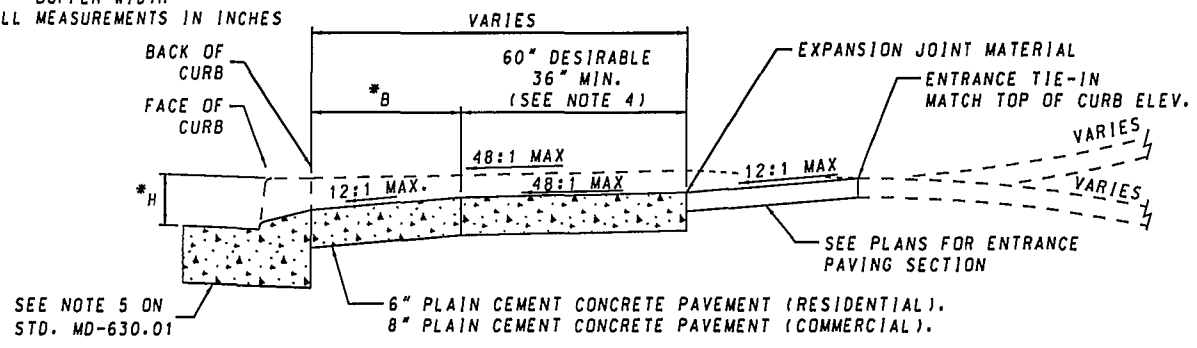 BUFFER WIDTH
ALL MEASUREMENTS IN INCHES
VARIES
BACK OF
CURB
60" DESIRABLE
36" MIN.
(SEE NOTE 4)
EXPANSION JOINT MATERIAL
ENTRANCE TIE-IN
MATCH TOP OF CURB ELEV.
*B
FACE OF
CURB
VARIES
48:1 MAX
12:1 MAX
*H
12:1 MAX.
48:1 MAX
VARIES
SEE PLANS FOR ENTRANCE
PAVING SECTION
SEE NOTE 5 ON
STD. MD-630.01
6" PLAIN CEMENT CONCRETE PAVEMENT (RESIDENTIAL).
8" PLAIN CEMENT CONCRETE PAVEMENT (COMMERCIAL).